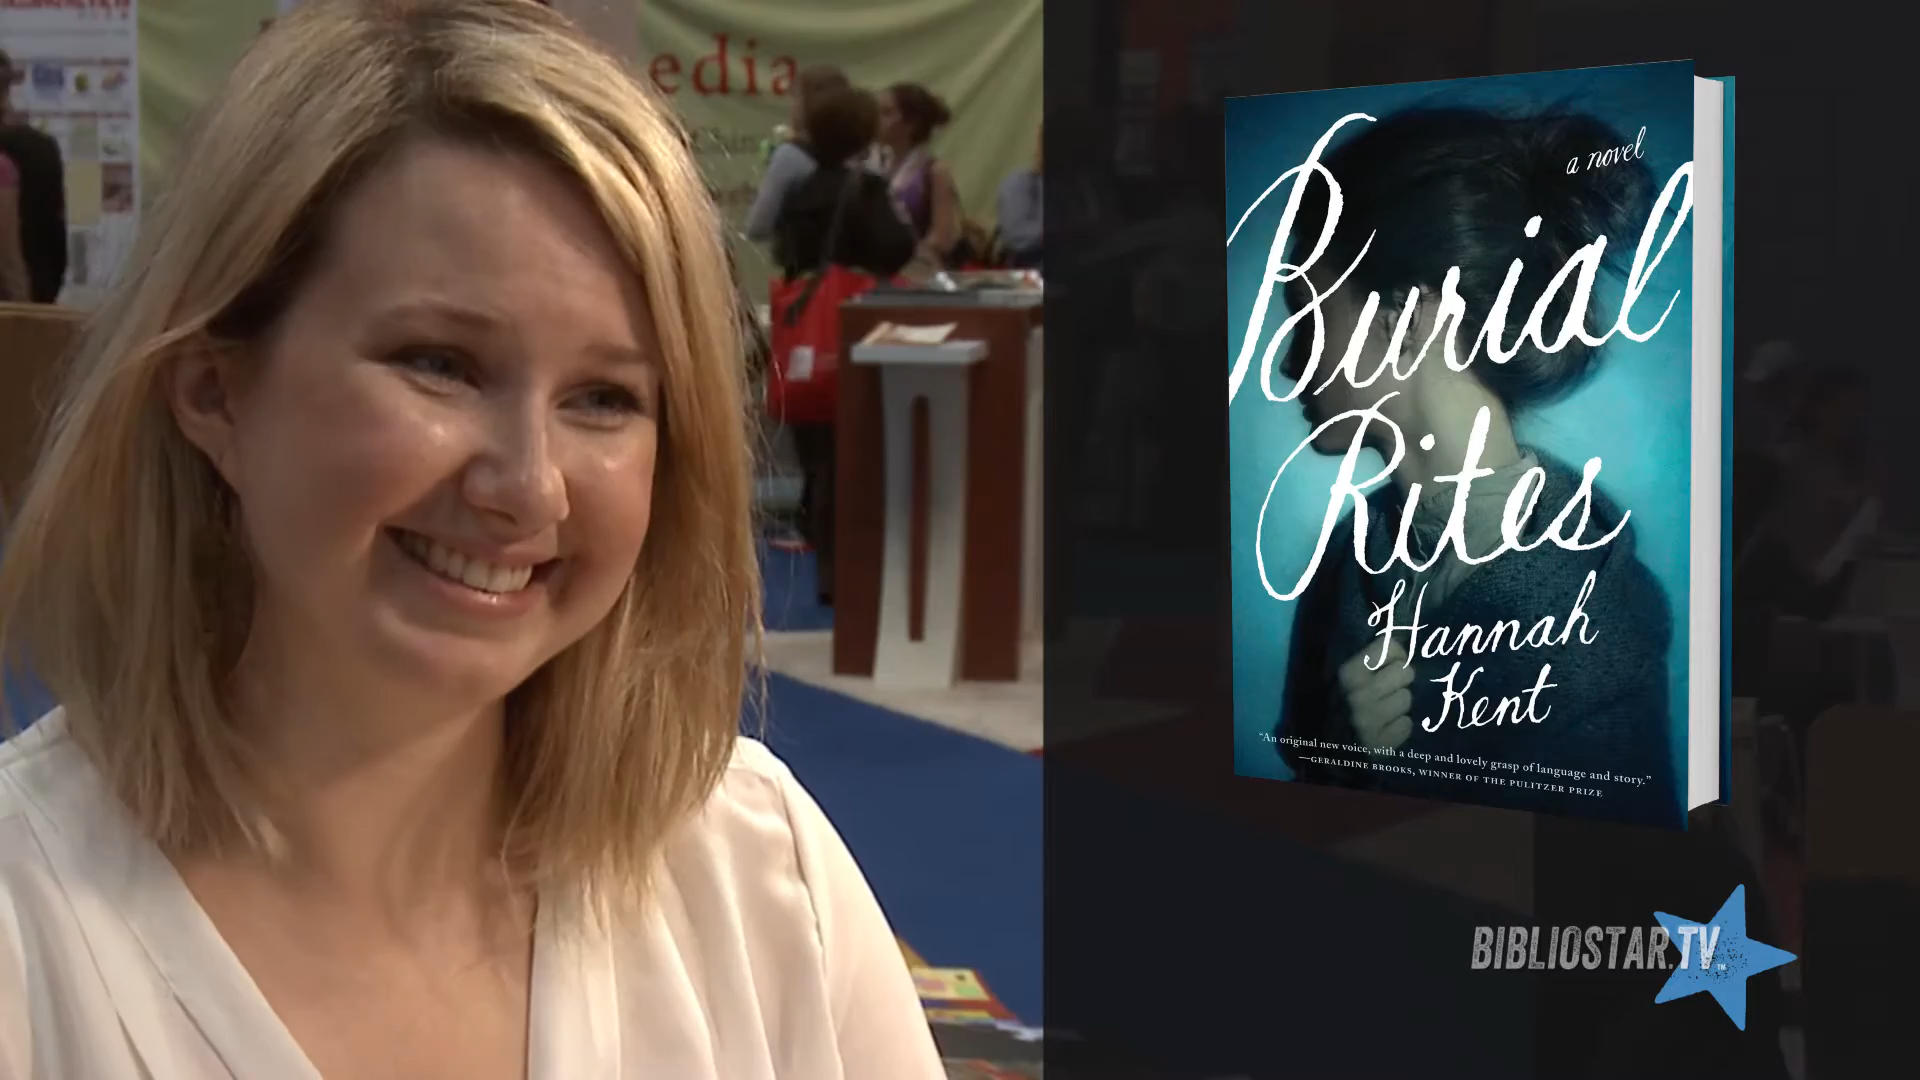 edia
a novel
Burial
Rites
Hannah
Kent
“An original new voice, with a deep and lovely grasp of language and story.”
—GERALDINE BROOKS, WINNER OF THE PULITZER PRIZE
BIBLIOSTAR.TV™